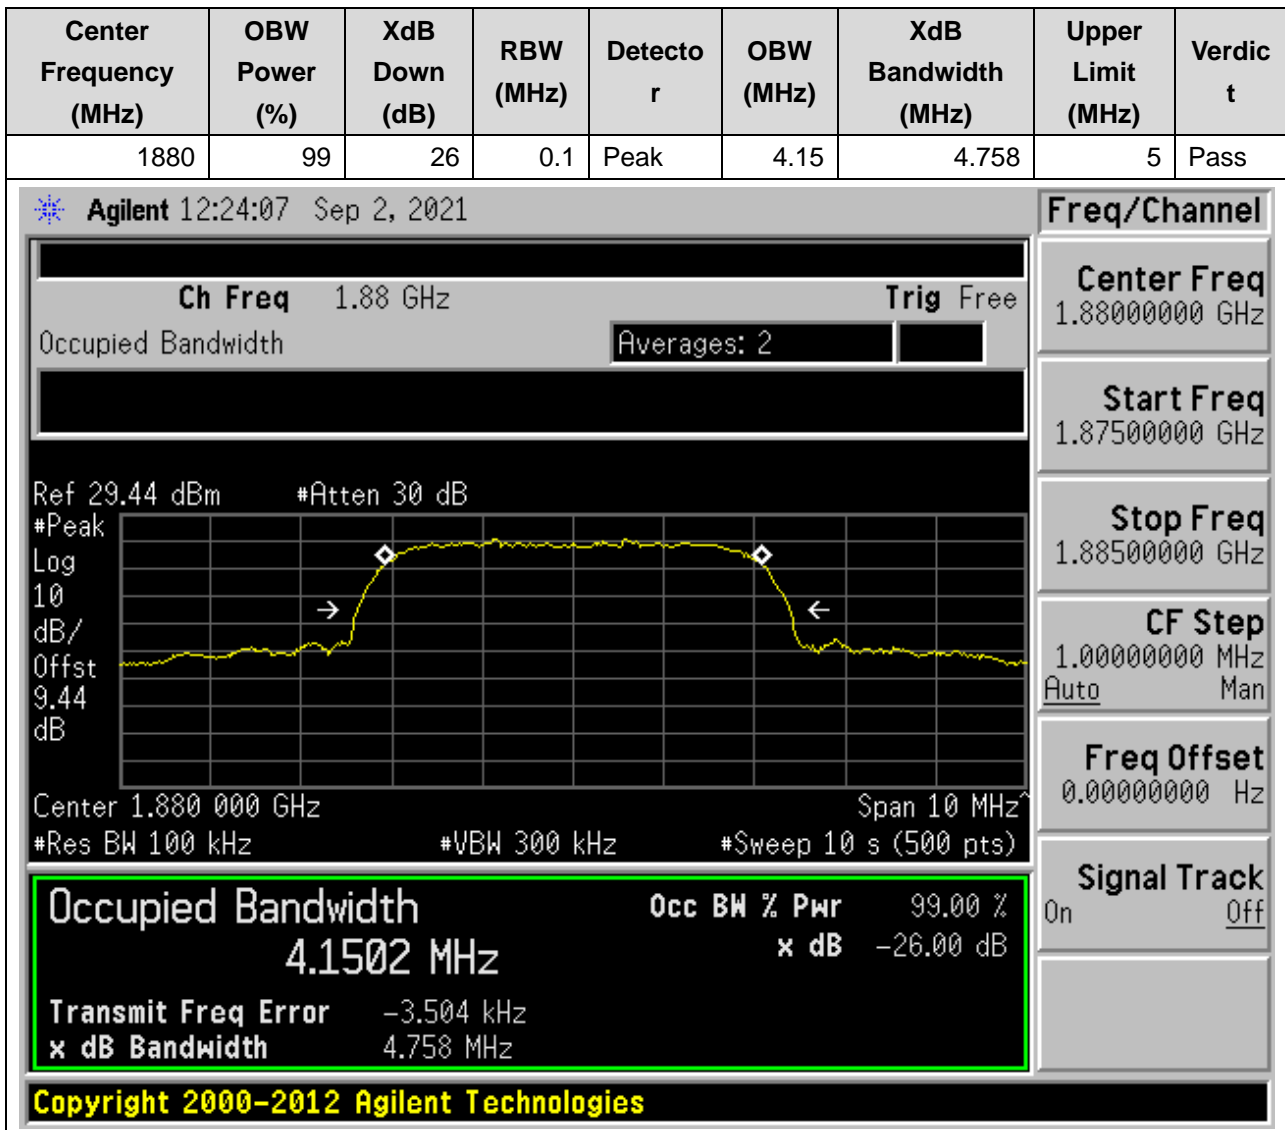 Center Frequency (MHz) OBW Power (%) XdB Down (dB) RBW (MHz) Detecto r OBW (MHz) XdB Bandwidth (MHz) Upper Limit (MHz) Verdic t
1880 99 26 0.1 Peak 4.15 4.758 5 Pass
Agilent 12:24:07 Sep 2, 2021
Freq/Channel
Ch Freq 1.88 GHz Trig Free
Occupied Bandwidth Averages: 2
Ref 29.44 dBm #Atten 30 dB
#Peak
Log
10
dB/
Offst
9.44
dB
Center 1.880 000 GHz Span 10 MHz^
#Res BW 100 kHz #VBW 300 kHz #Sweep 10 s (500 pts)
Occupied Bandwidth Occ BW % Pwr 99.00 %
4.1502 MHz x dB -26.00 dB
Transmit Freq Error -3.504 kHz
x dB Bandwidth 4.758 MHz
Copyright 2000-2012 Agilent Technologies
Center Freq
1.88000000 GHz
Start Freq
1.87500000 GHz
Stop Freq
1.88500000 GHz
CF Step
1.00000000 MHz
Auto Man
Freq Offset
0.00000000 Hz
Signal Track
On Off